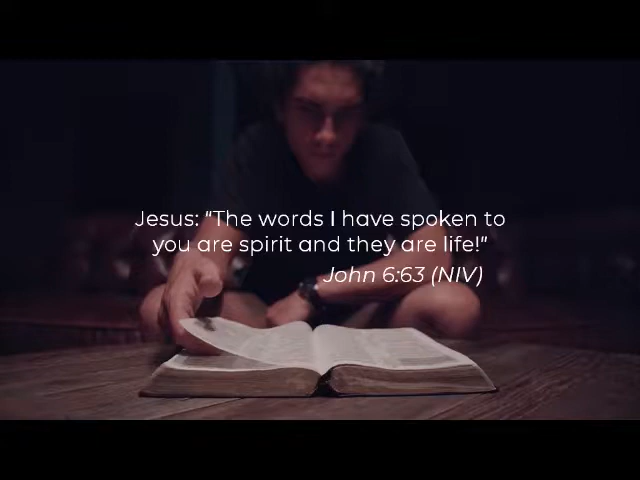 Jesus: “The words I have spoken to
you are spirit and they are life!”
John 6:63 (NIV)